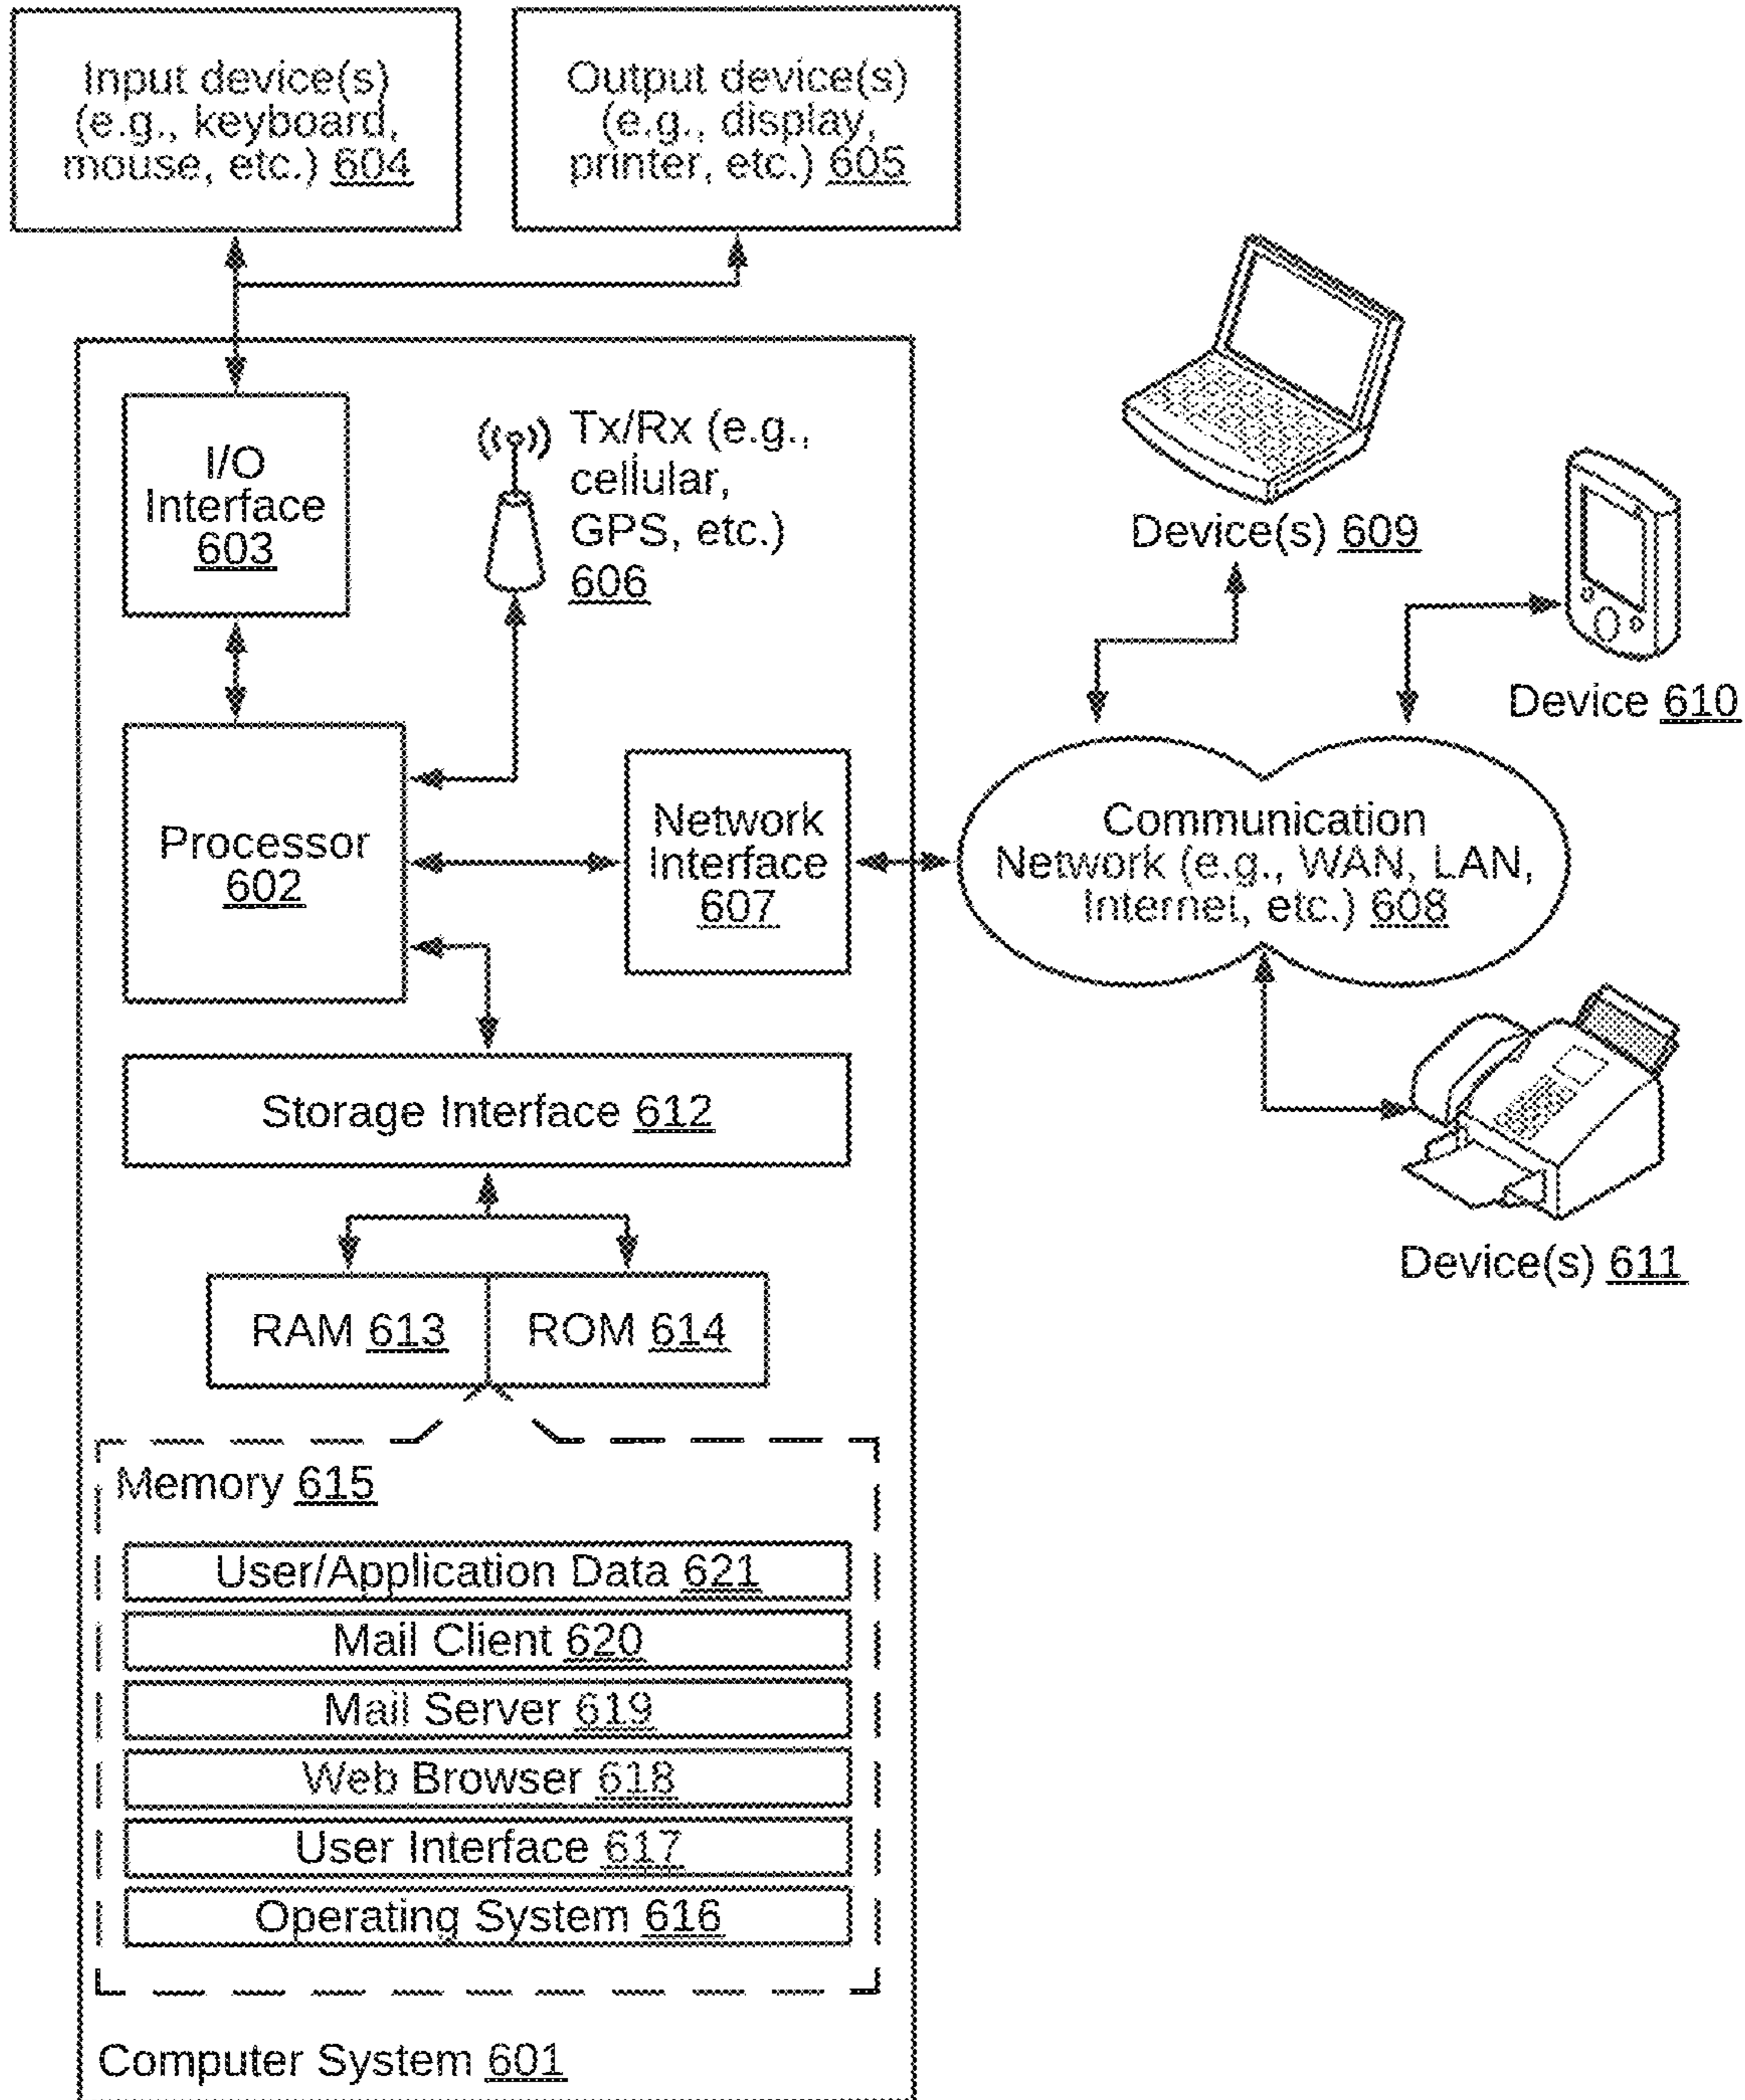 Input device(s)
(e.g., keyboard,
mouse, etc.) 604
Output device(s)
(e.g., display,
printer, etc.) 605
I/O
Interface
603
Tx/Rx (e.g.,
cellular,
GPS, etc.)
606
Device(s) 609
Device 610
Processor
602
Network
Interface
607
Communication
Network (e.g., WAN, LAN,
Internet, etc.) 608
Storage Interface 612
Device(s) 611
RAM 613
ROM 614
Memory 615
User/Application Data 621
Mail Client 620
Mail Server 619
Web Browser 618
User Interface 617
Operating System 616
Computer System 601